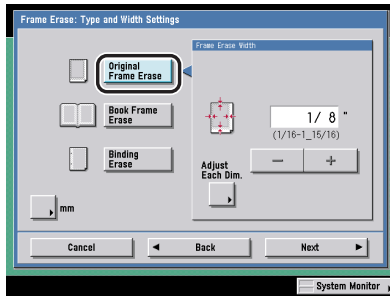 Frame Erase: Type and Width Settings
Frame Erase Width
Original
Frame Erase
Book Frame
Erase
Binding
Erase
1/ 8 "
(1/16-1_15/16)
Adjust
Each Dim.
- +
mm
Cancel
Back
Next
System Monitor